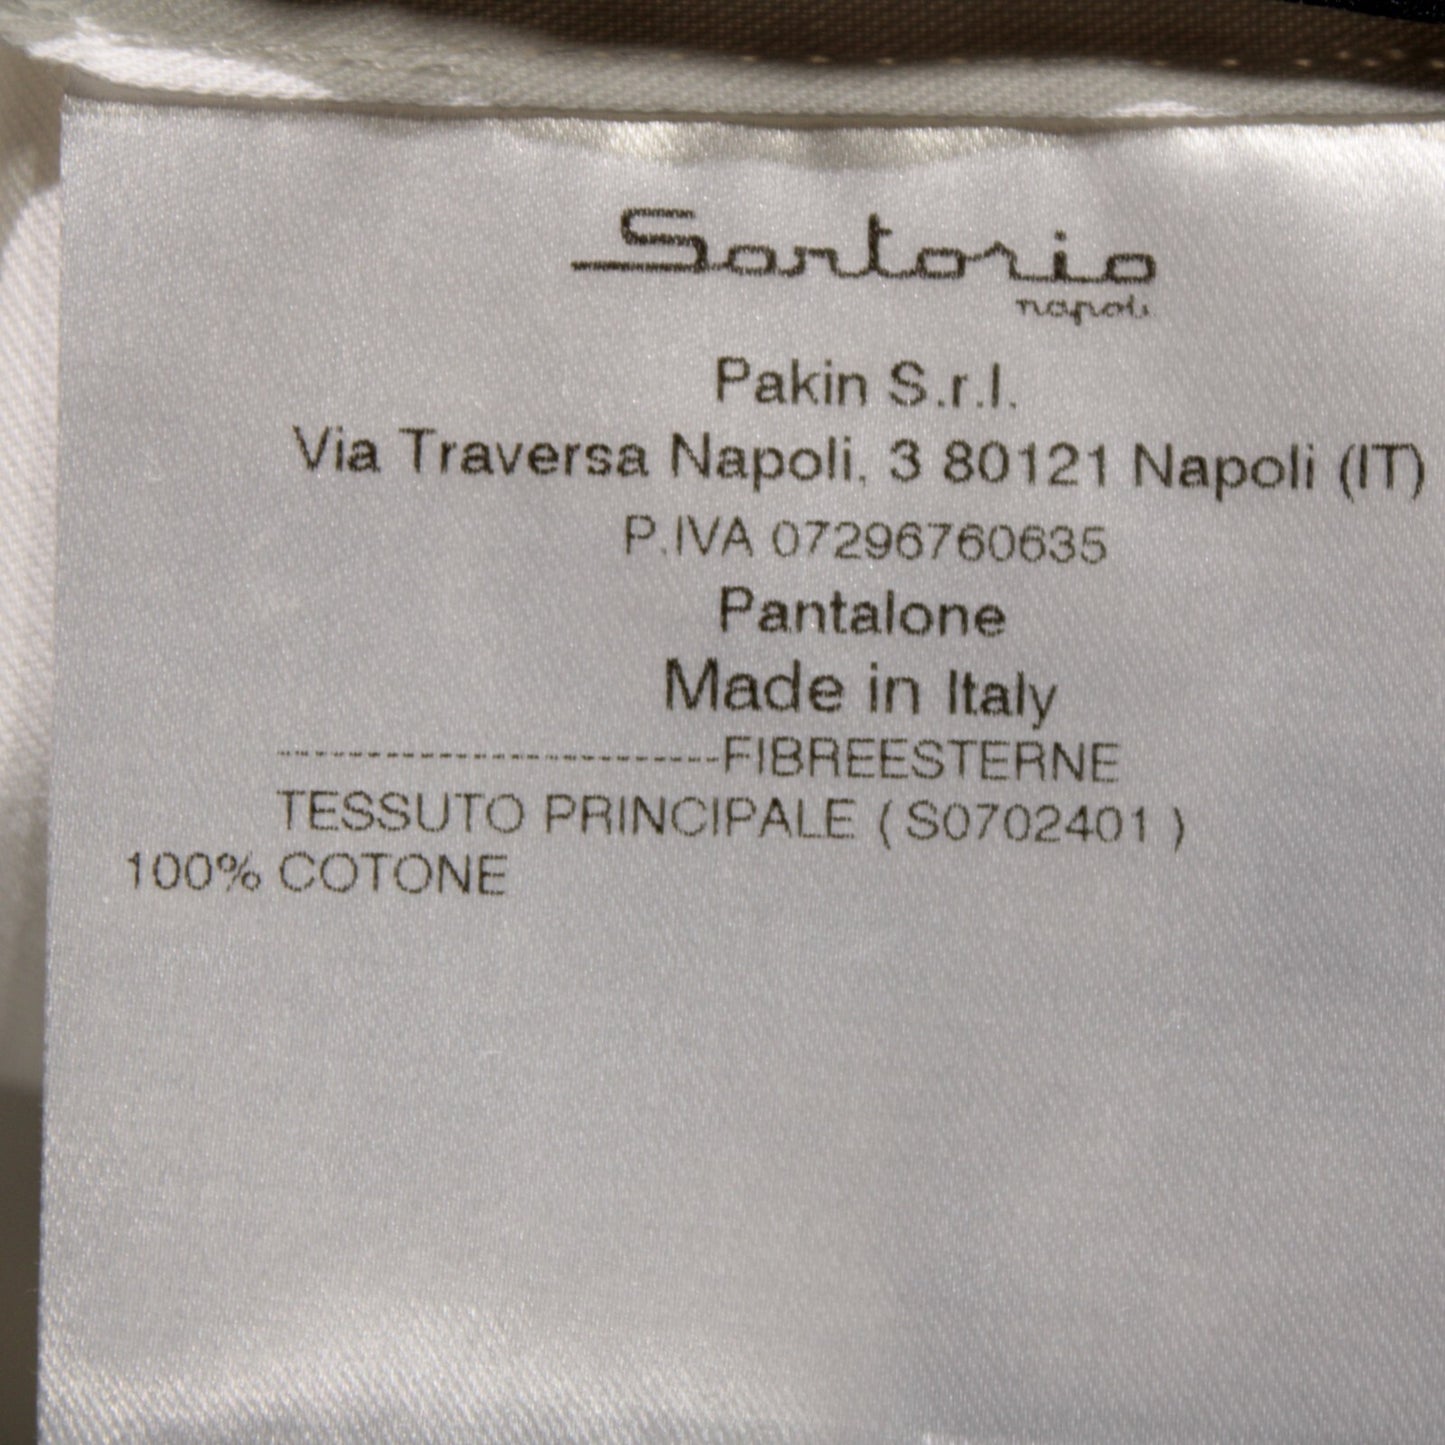 Sartorio
napoli
Pakin S.r.l.
Via Traversa Napoli, 3 80121 Napoli (IT)
P.IVA 07296760635
Pantalone
Made in Italy
-------------------------FIBREESTERNE
TESSUTO PRINCIPALE ( S0702401 )
100% COTONE